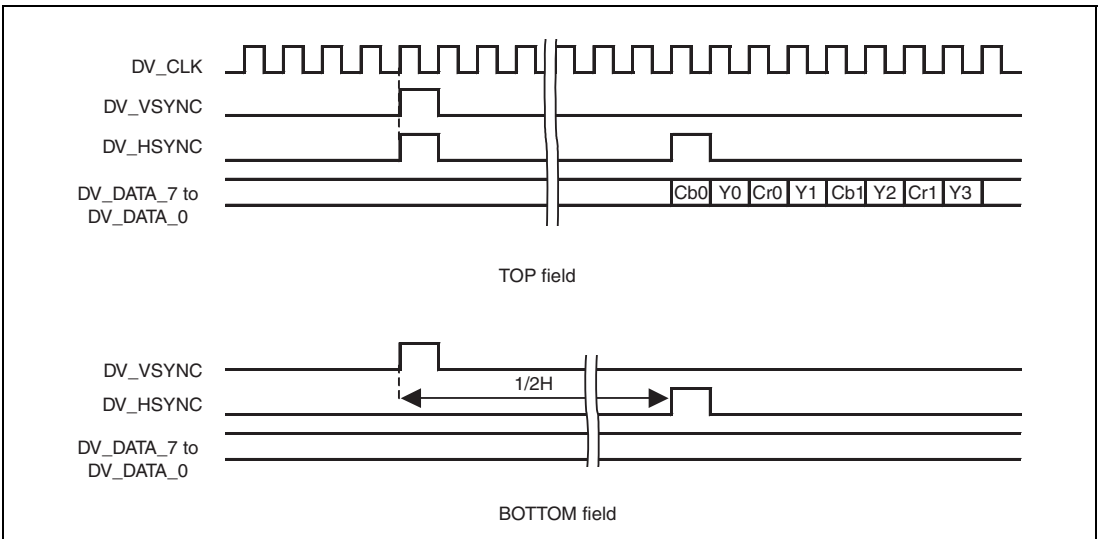 DV_CLK
DV_VSYNC
DV_HSYNC
DV_DATA_7 to
DV_DATA_0
Cb0 Y0 Cr0 Y1 Cb1 Y2 Cr1 Y3
TOP field
DV_VSYNC
1/2H
DV_HSYNC
DV_DATA_7 to
DV_DATA_0
BOTTOM field